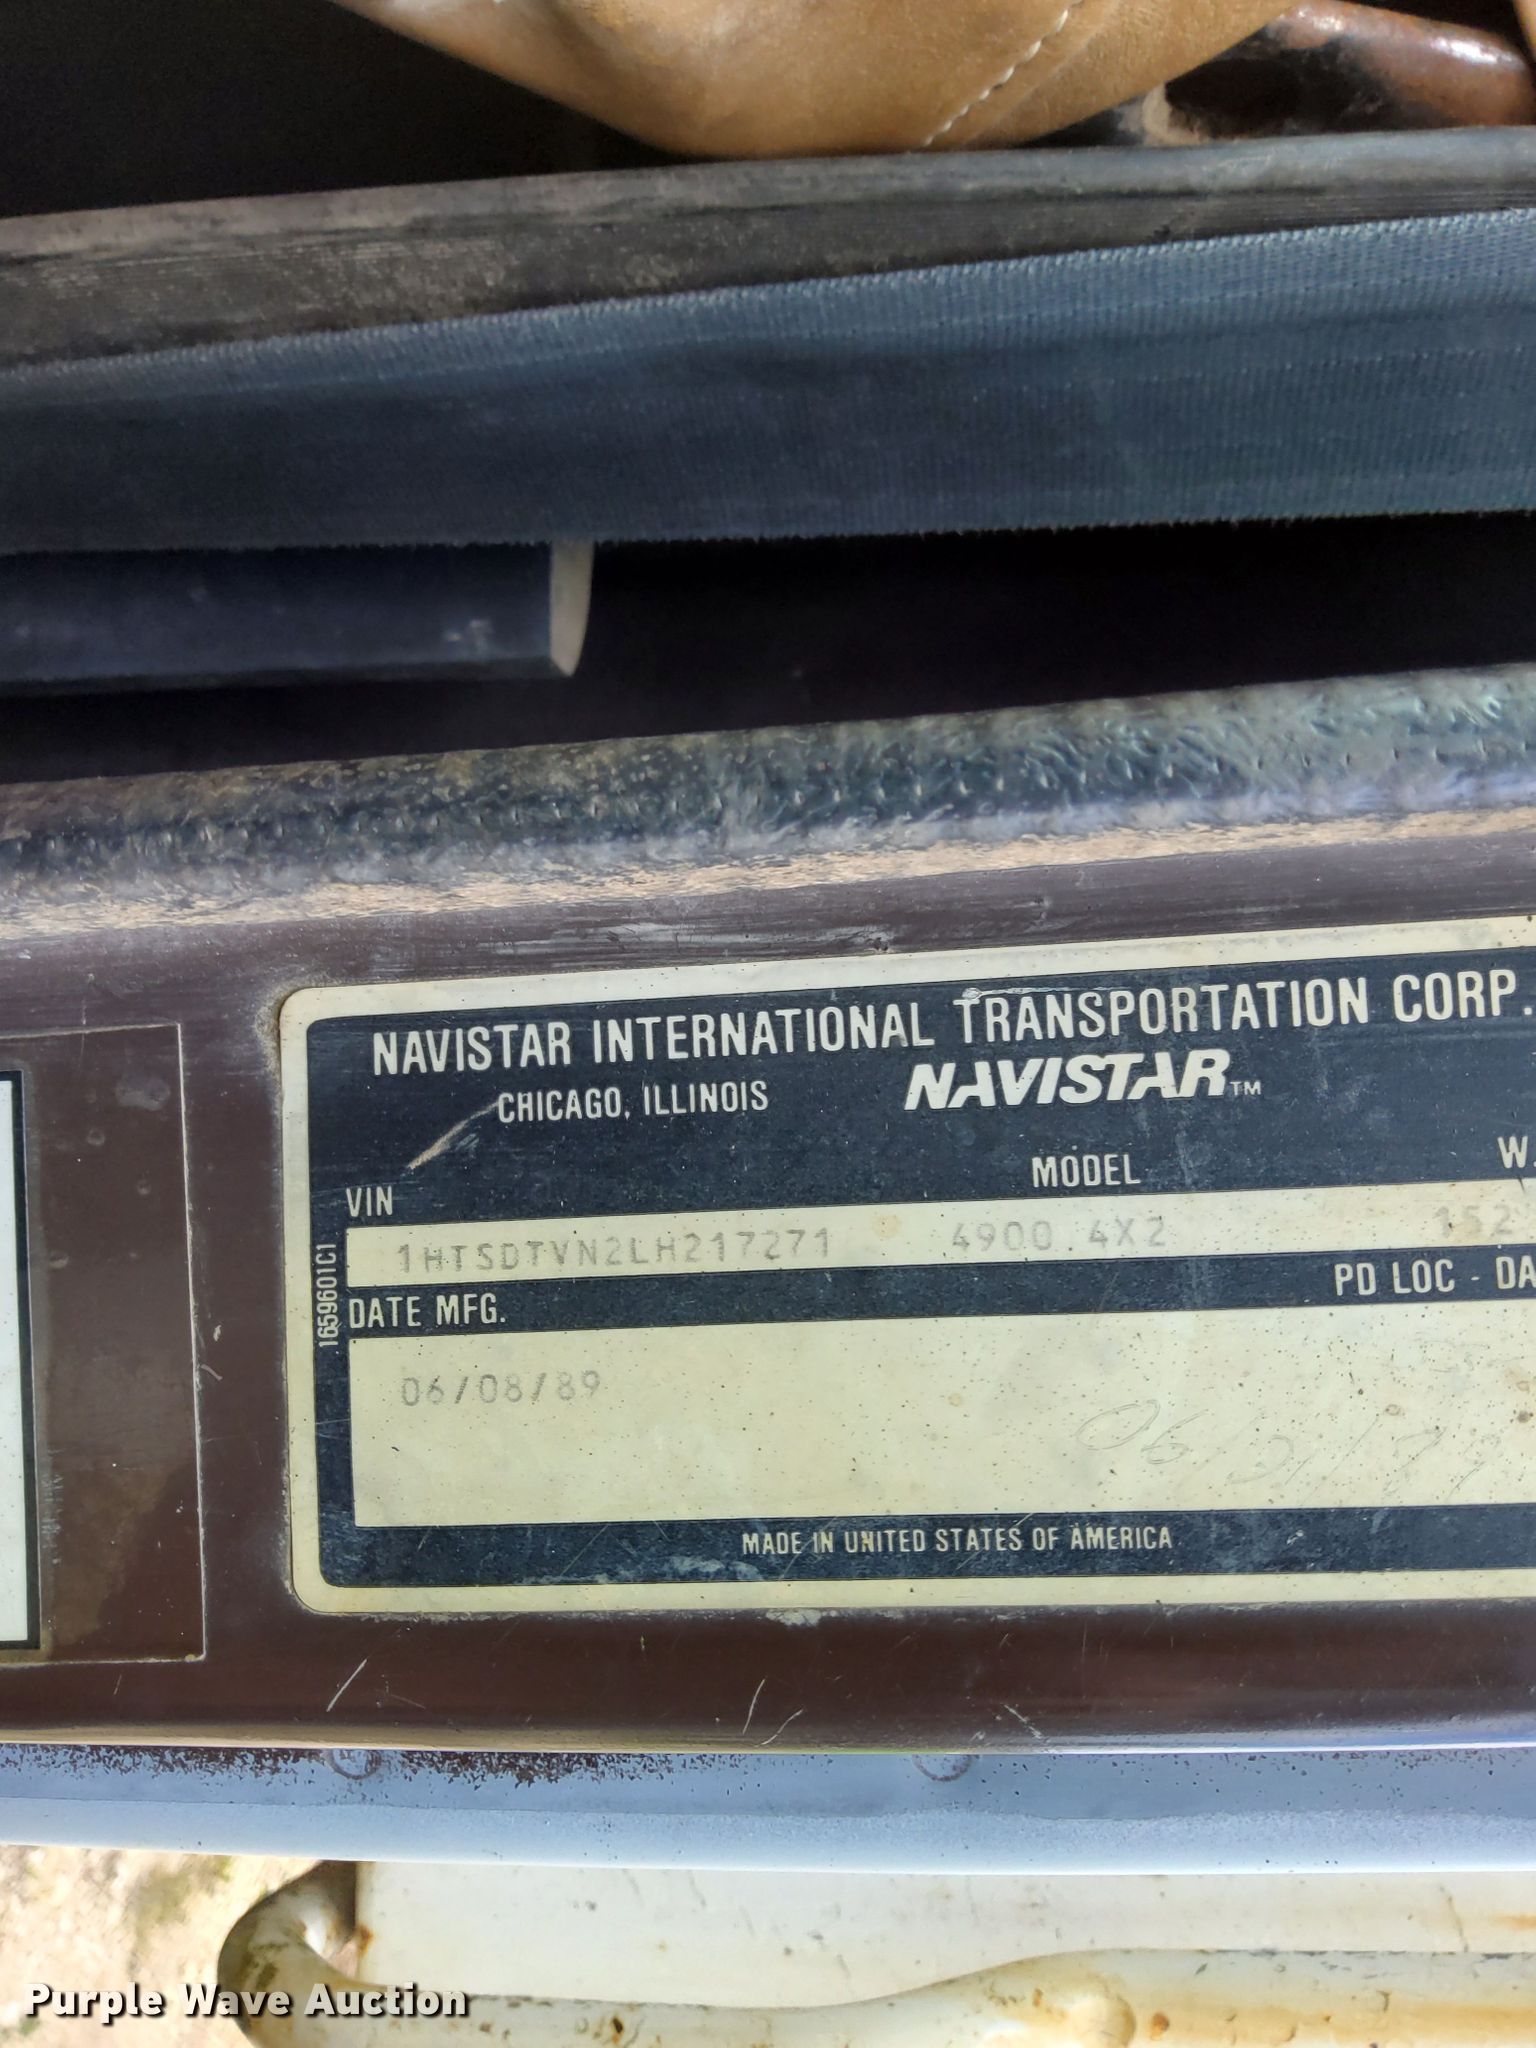 NAVISTAR INTERNATIONAL TRANSPORTATION CORP.
CHICAGO, ILLINOIS NAVISTAR™
VIN MODEL W.
1HTSDTVN2LH217271 4900 4X2 152
DATE MFG. PD LOC - DA
06/08/89
1659601C1
MADE IN UNITED STATES OF AMERICA
Purple Wave Auction